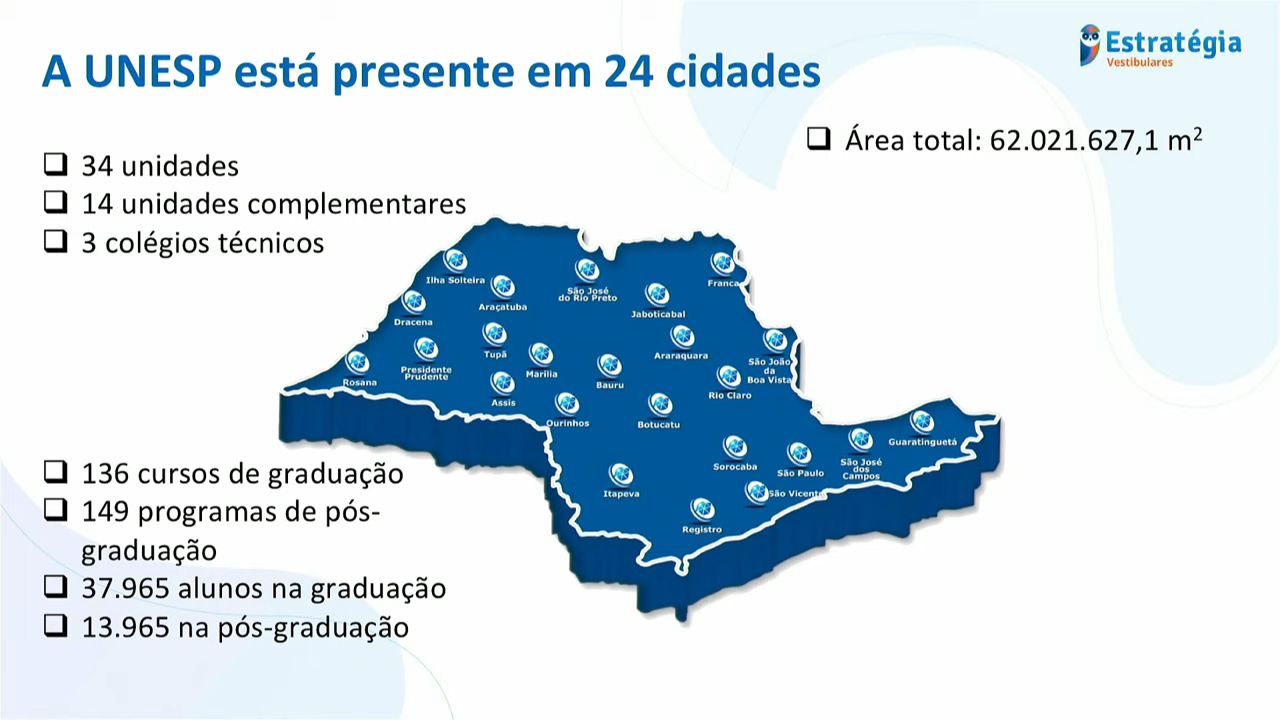 A UNESP está presente em 24 cidades
Estratégia
Vestibulares
❑ Área total: 62.021.627,1 m²
❑ 34 unidades
❑ 14 unidades complementares
❑ 3 colégios técnicos
Ilha Solteira
Araçatuba
São José
do Rio Preto
Jaboticabal
Franca
Dracena
Tupã
Araraquara
São João
da
Boa Vista
Rosana
Presidente
Prudente
Marília
Bauru
Rio Claro
Assis
Ourinhos
Botucatu
Guaratinguetá
Sorocaba
São Paulo
São José
dos
Campos
Itapeva
São Vicente
Registro
❑ 136 cursos de graduação
❑ 149 programas de pós-
graduação
❑ 37.965 alunos na graduação
❑ 13.965 na pós-graduação